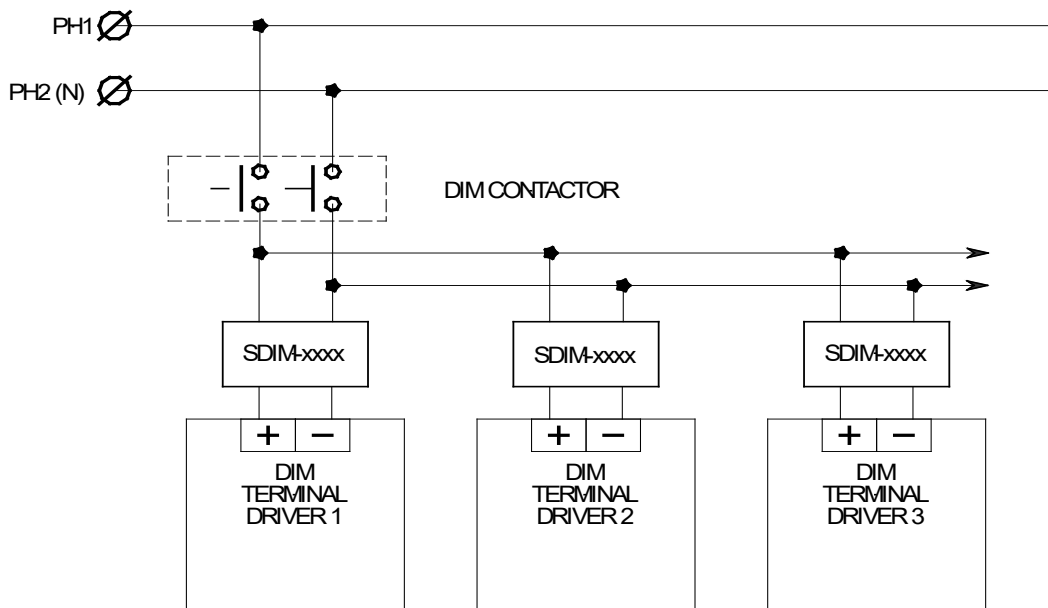 PH1
PH2 (N)
DIM CONTACTOR
SDIM-xxxx
SDIM-xxxx
SDIM-xxxx
+ −
+ −
+ −
DIM
TERMINAL
DRIVER 1
DIM
TERMINAL
DRIVER 2
DIM
TERMINAL
DRIVER 3